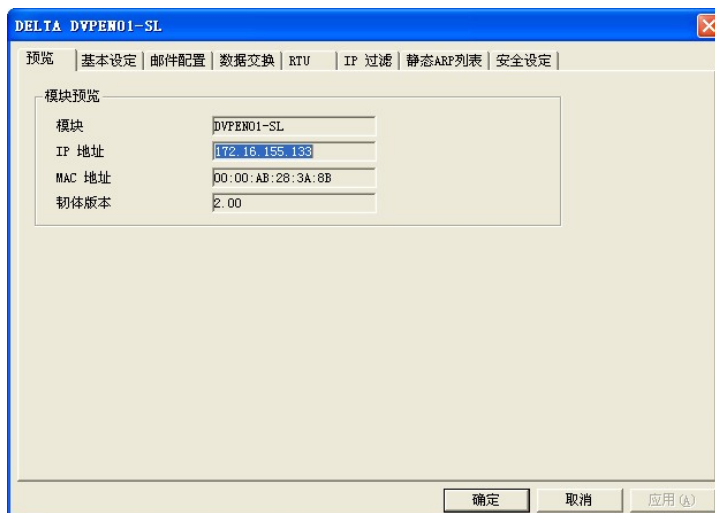 DELTA DVPEN01-SL
预览 基本设定 邮件配置 数据交换 RTU IP 过滤 静态ARP列表 安全设定
模块预览
模块 DVPEN01-SL
IP 地址 172.16.155.133
MAC 地址 00:00:AB:28:3A:8B
韧体版本 2.00
确定 取消 应用(A)